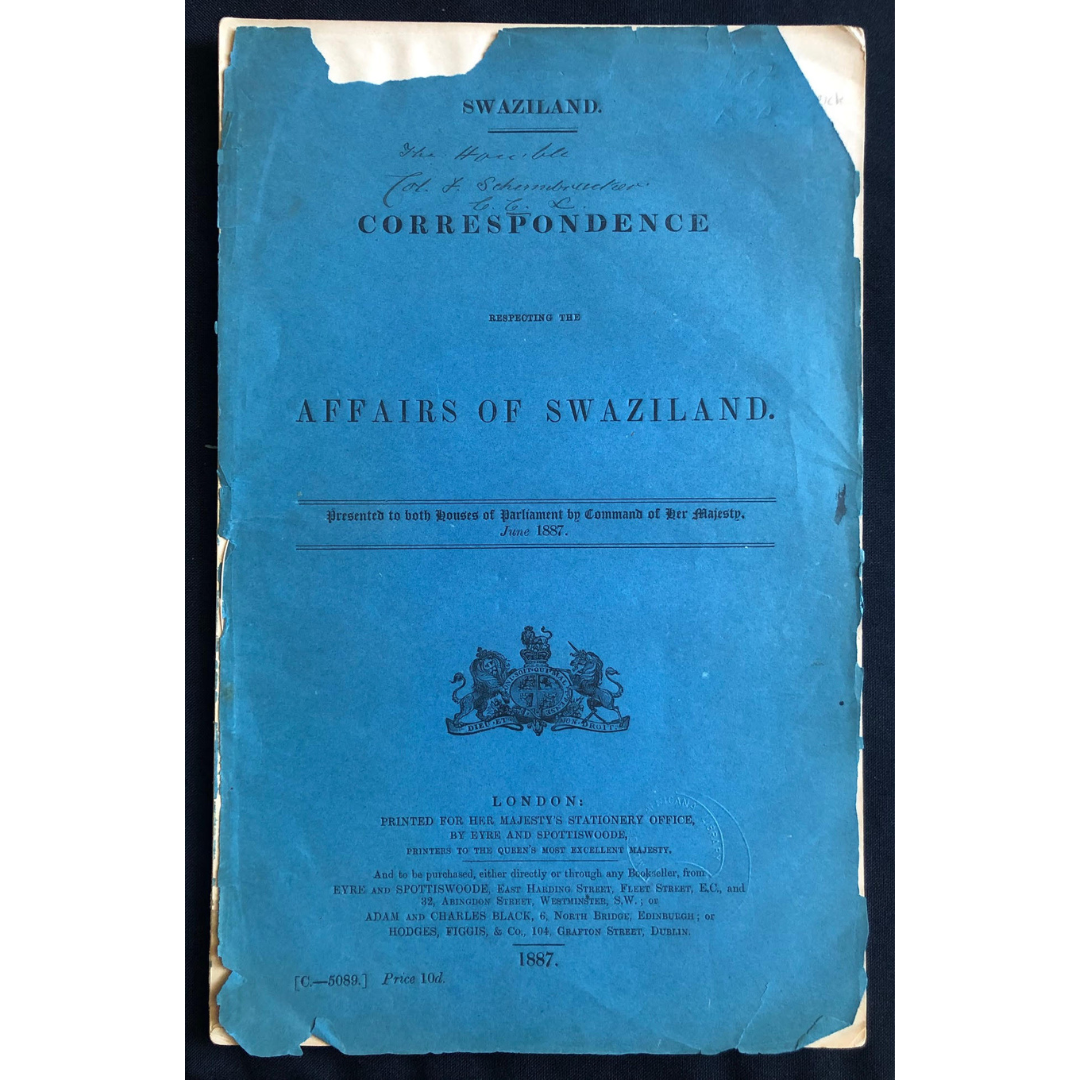 SWAZILAND.
The Honible
Col. F. Schermbrucker
CORRESPONDENCE
RESPECTING THE
AFFAIRS OF SWAZILAND.
Presented to both Houses of Parliament by Command of Her Majesty.
June 1887.
DIEU ET MON DROIT
LONDON:
PRINTED FOR HER MAJESTY'S STATIONERY OFFICE,
BY EYRE AND SPOTTISWOODE,
PRINTERS TO THE QUEEN'S MOST EXCELLENT MAJESTY.
And to be purchased, either directly or through any Bookseller, from
EYRE AND SPOTTISWOODE, EAST HARDING STREET, FLEET STREET, E.C., and
32, ABINGDON STREET, WESTMINSTER, S.W.; or
ADAM AND CHARLES BLACK, 6, NORTH BRIDGE, EDINBURGH; or
HODGES, FIGGIS, & Co., 104, GRAFTON STREET, DUBLIN.
1887.
[C.—5089.] Price 10d.